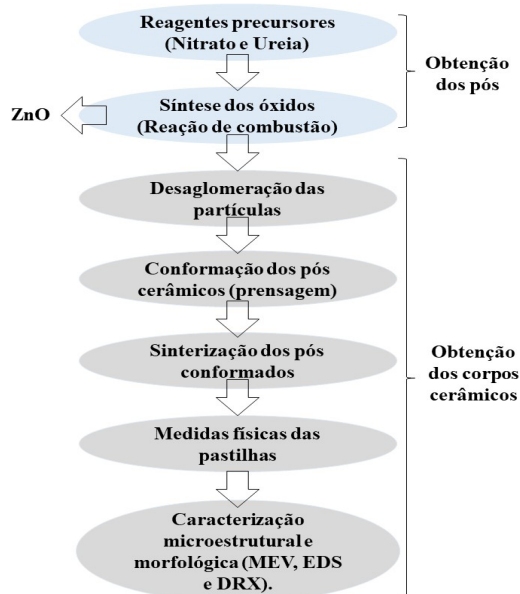 Reagentes precursores
(Nitrato e Ureia)
Obtenção
dos pós
ZnO
Síntese dos óxidos
(Reação de combustão)
Desaglomeração das
partículas
Conformação dos pós
cerâmicos (prensagem)
Sinterização dos pós
conformados
Obtenção
dos corpos
cerâmicos
Medidas físicas das
pastilhas
Caracterização
microestrutural e
morfológica (MEV, EDS
e DRX).